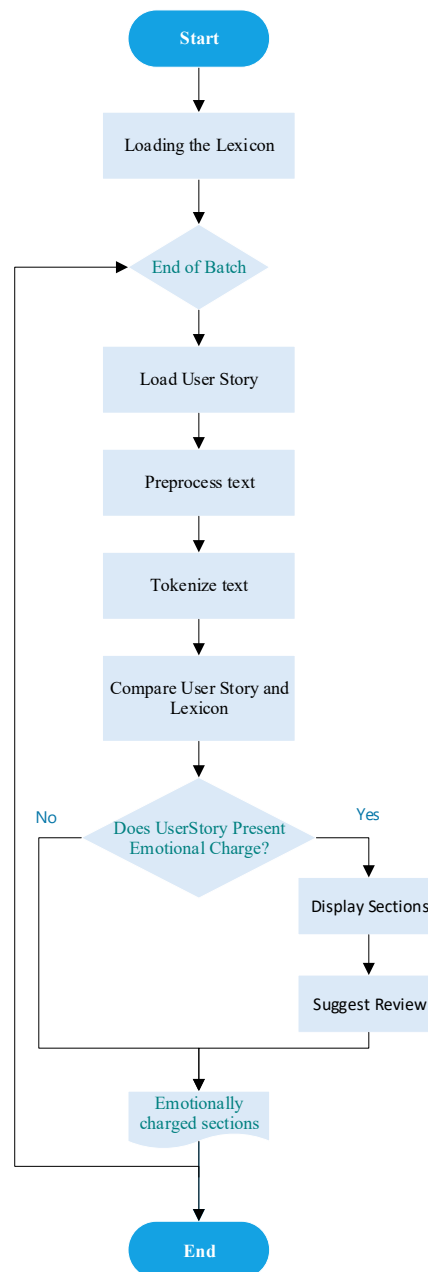 Start
Loading the Lexicon
End of Batch
Load User Story
Preprocess text
Tokenize text
Compare User Story and
Lexicon
No
Yes
Does UserStory Present
Emotional Charge?
Display Sections
Suggest Review
Emotionally
charged sections
End